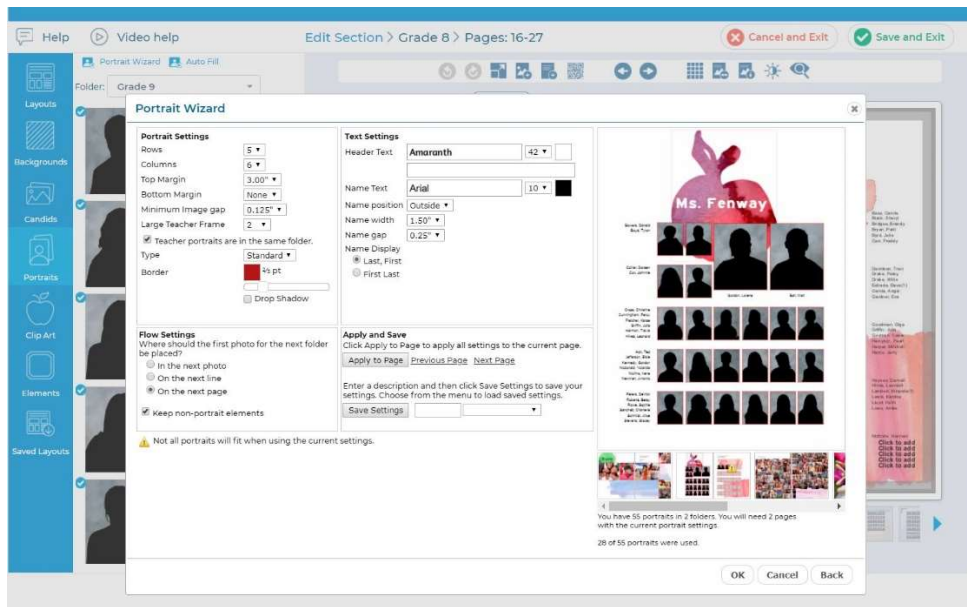 Help
Video help
Edit Section > Grade 8 > Pages: 16-27
Cancel and Exit
Save and Exit
Portrait Wizard
Auto Fill
Folder: Grade 9
Layouts
Backgrounds
Candids
Portraits
Clip Art
Elements
Saved Layouts
Portrait Wizard
Portrait Settings
Rows 5
Columns 6
Top Margin 3.00"
Bottom Margin None
Minimum Image gap 0.125"
Large Teacher Frame 2
Teacher portraits are in the same folder.
Type Standard
Border ½ pt
Drop Shadow
Text Settings
Header Text Amaranth 42
Name Text Arial 10
Name position Outside
Name width 1.50"
Name gap 0.25"
Name Display
Last, First
First Last
Flow Settings
Where should the first photo for the next folder
be placed?
In the next photo
On the next line
On the next page
Keep non-portrait elements
Apply and Save
Click Apply to Page to apply all settings to the current page.
Apply to Page Previous Page Next Page
Enter a description and then click Save Settings to save your
settings. Choose from the menu to load saved settings.
Save Settings
Not all portraits will fit when using the current settings.
Ms. Fenway
You have 55 portraits in 2 folders. You will need 2 pages
with the current portrait settings
28 of 55 portraits were used.
OK
Cancel
Back
Click to add
Click to add
Click to add
Click to add